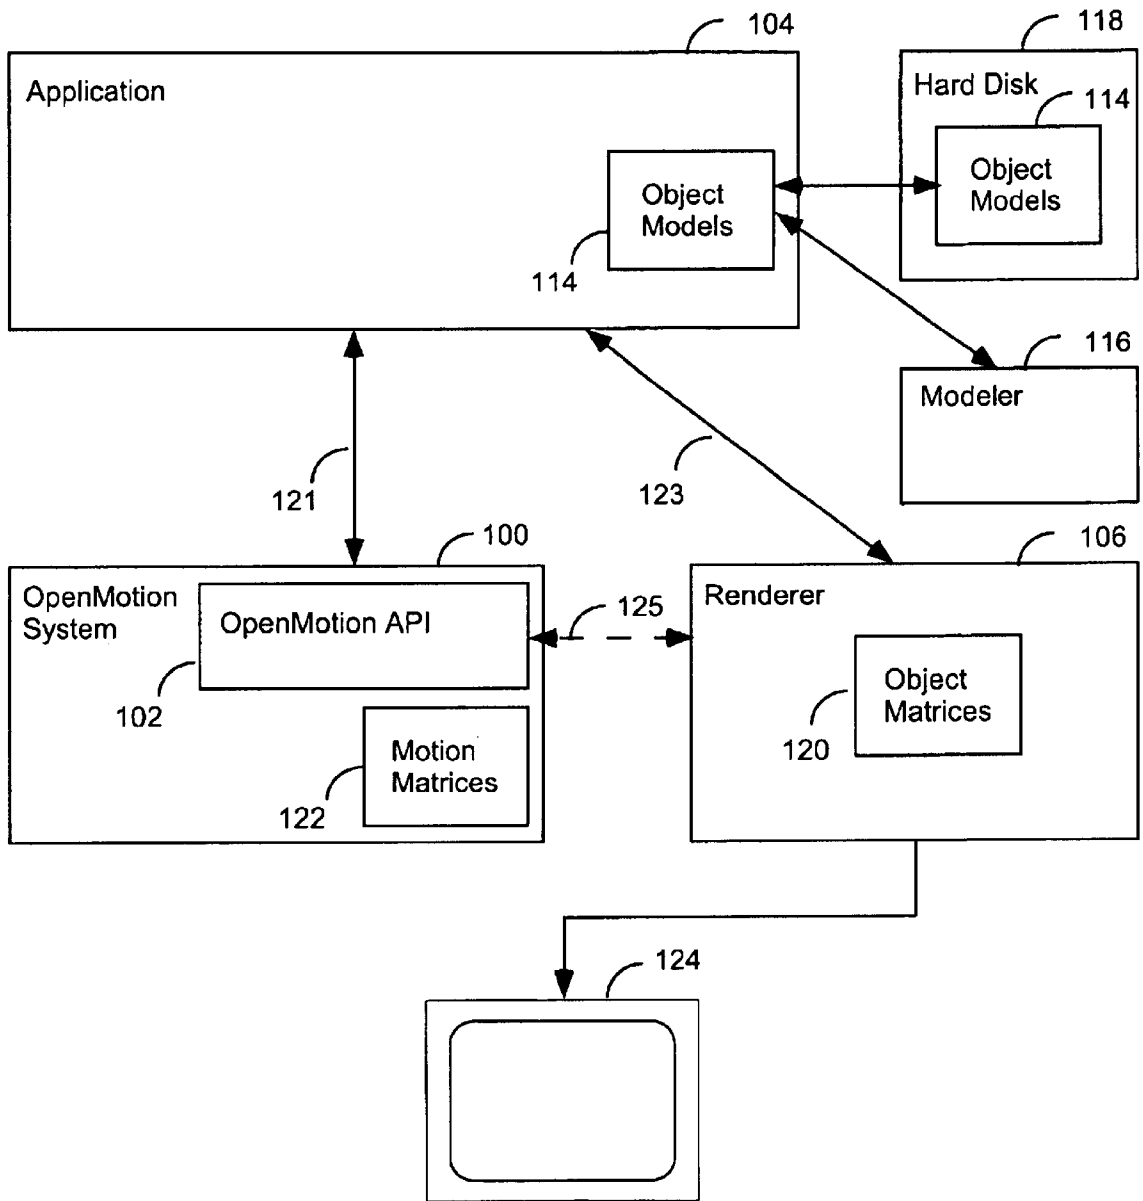 104
118
Application
Hard Disk
114
Object
Models
Object
Models
114
116
Modeler
121
123
100
106
OpenMotion
System
OpenMotion API
125
Renderer
102
Object
Matrices
120
Motion
Matrices
122
124